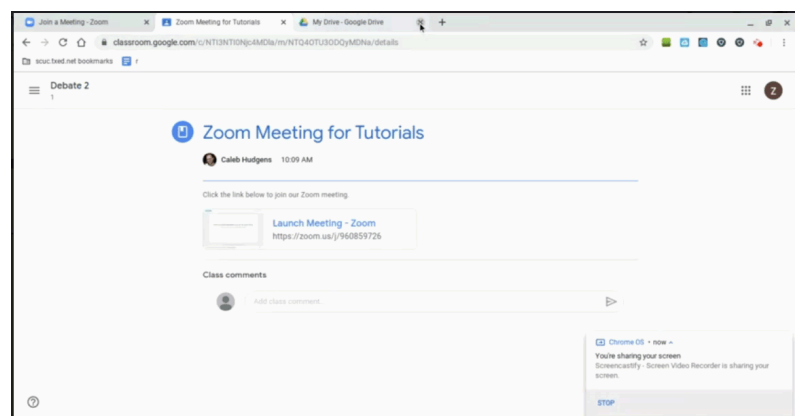 Join a Meeting - Zoom
Zoom Meeting for Tutorials
My Drive - Google Drive
classroom.google.com/c/NTI3NTI0Njc4MDIa/m/NTQ4OTU3ODQyMDNa/details
scuc.txed.net bookmarks
r
Debate 2
1
Z
Zoom Meeting for Tutorials
Caleb Hudgens 10:09 AM
Click the link below to join our Zoom meeting.
Launch Meeting - Zoom
https://zoom.us/j/960859726
Class comments
Add class comment...
Chrome OS • now
You're sharing your screen
Screencastify - Screen Video Recorder is sharing your
screen.
STOP